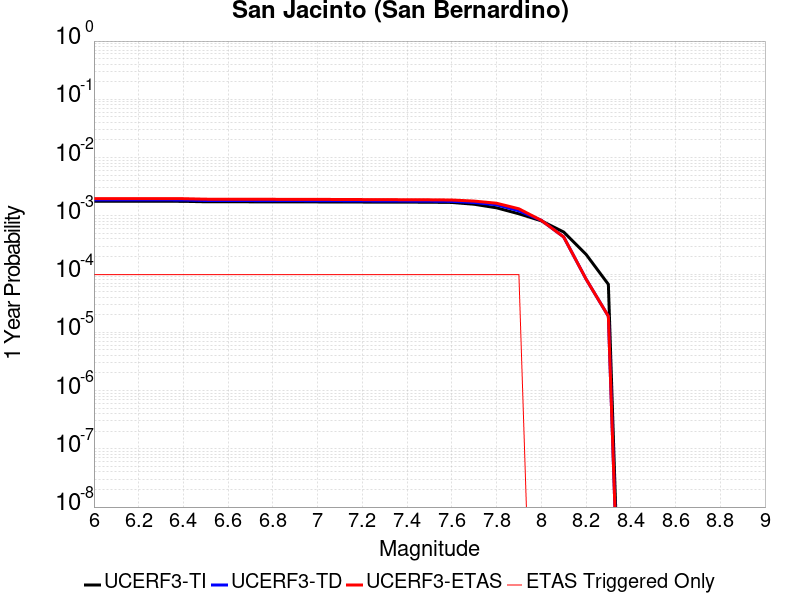 San Jacinto (San Bernardino)
10 0
10 -1
10 -2
10 -3
10 -4
10 -5
10 -6
10 -7
10 -8
1 Year Probability
6 6.2 6.4 6.6 6.8 7 7.2 7.4 7.6 7.8 8 8.2 8.4 8.6 8.8 9
Magnitude
UCERF3-TI UCERF3-TD UCERF3-ETAS ETAS Triggered Only